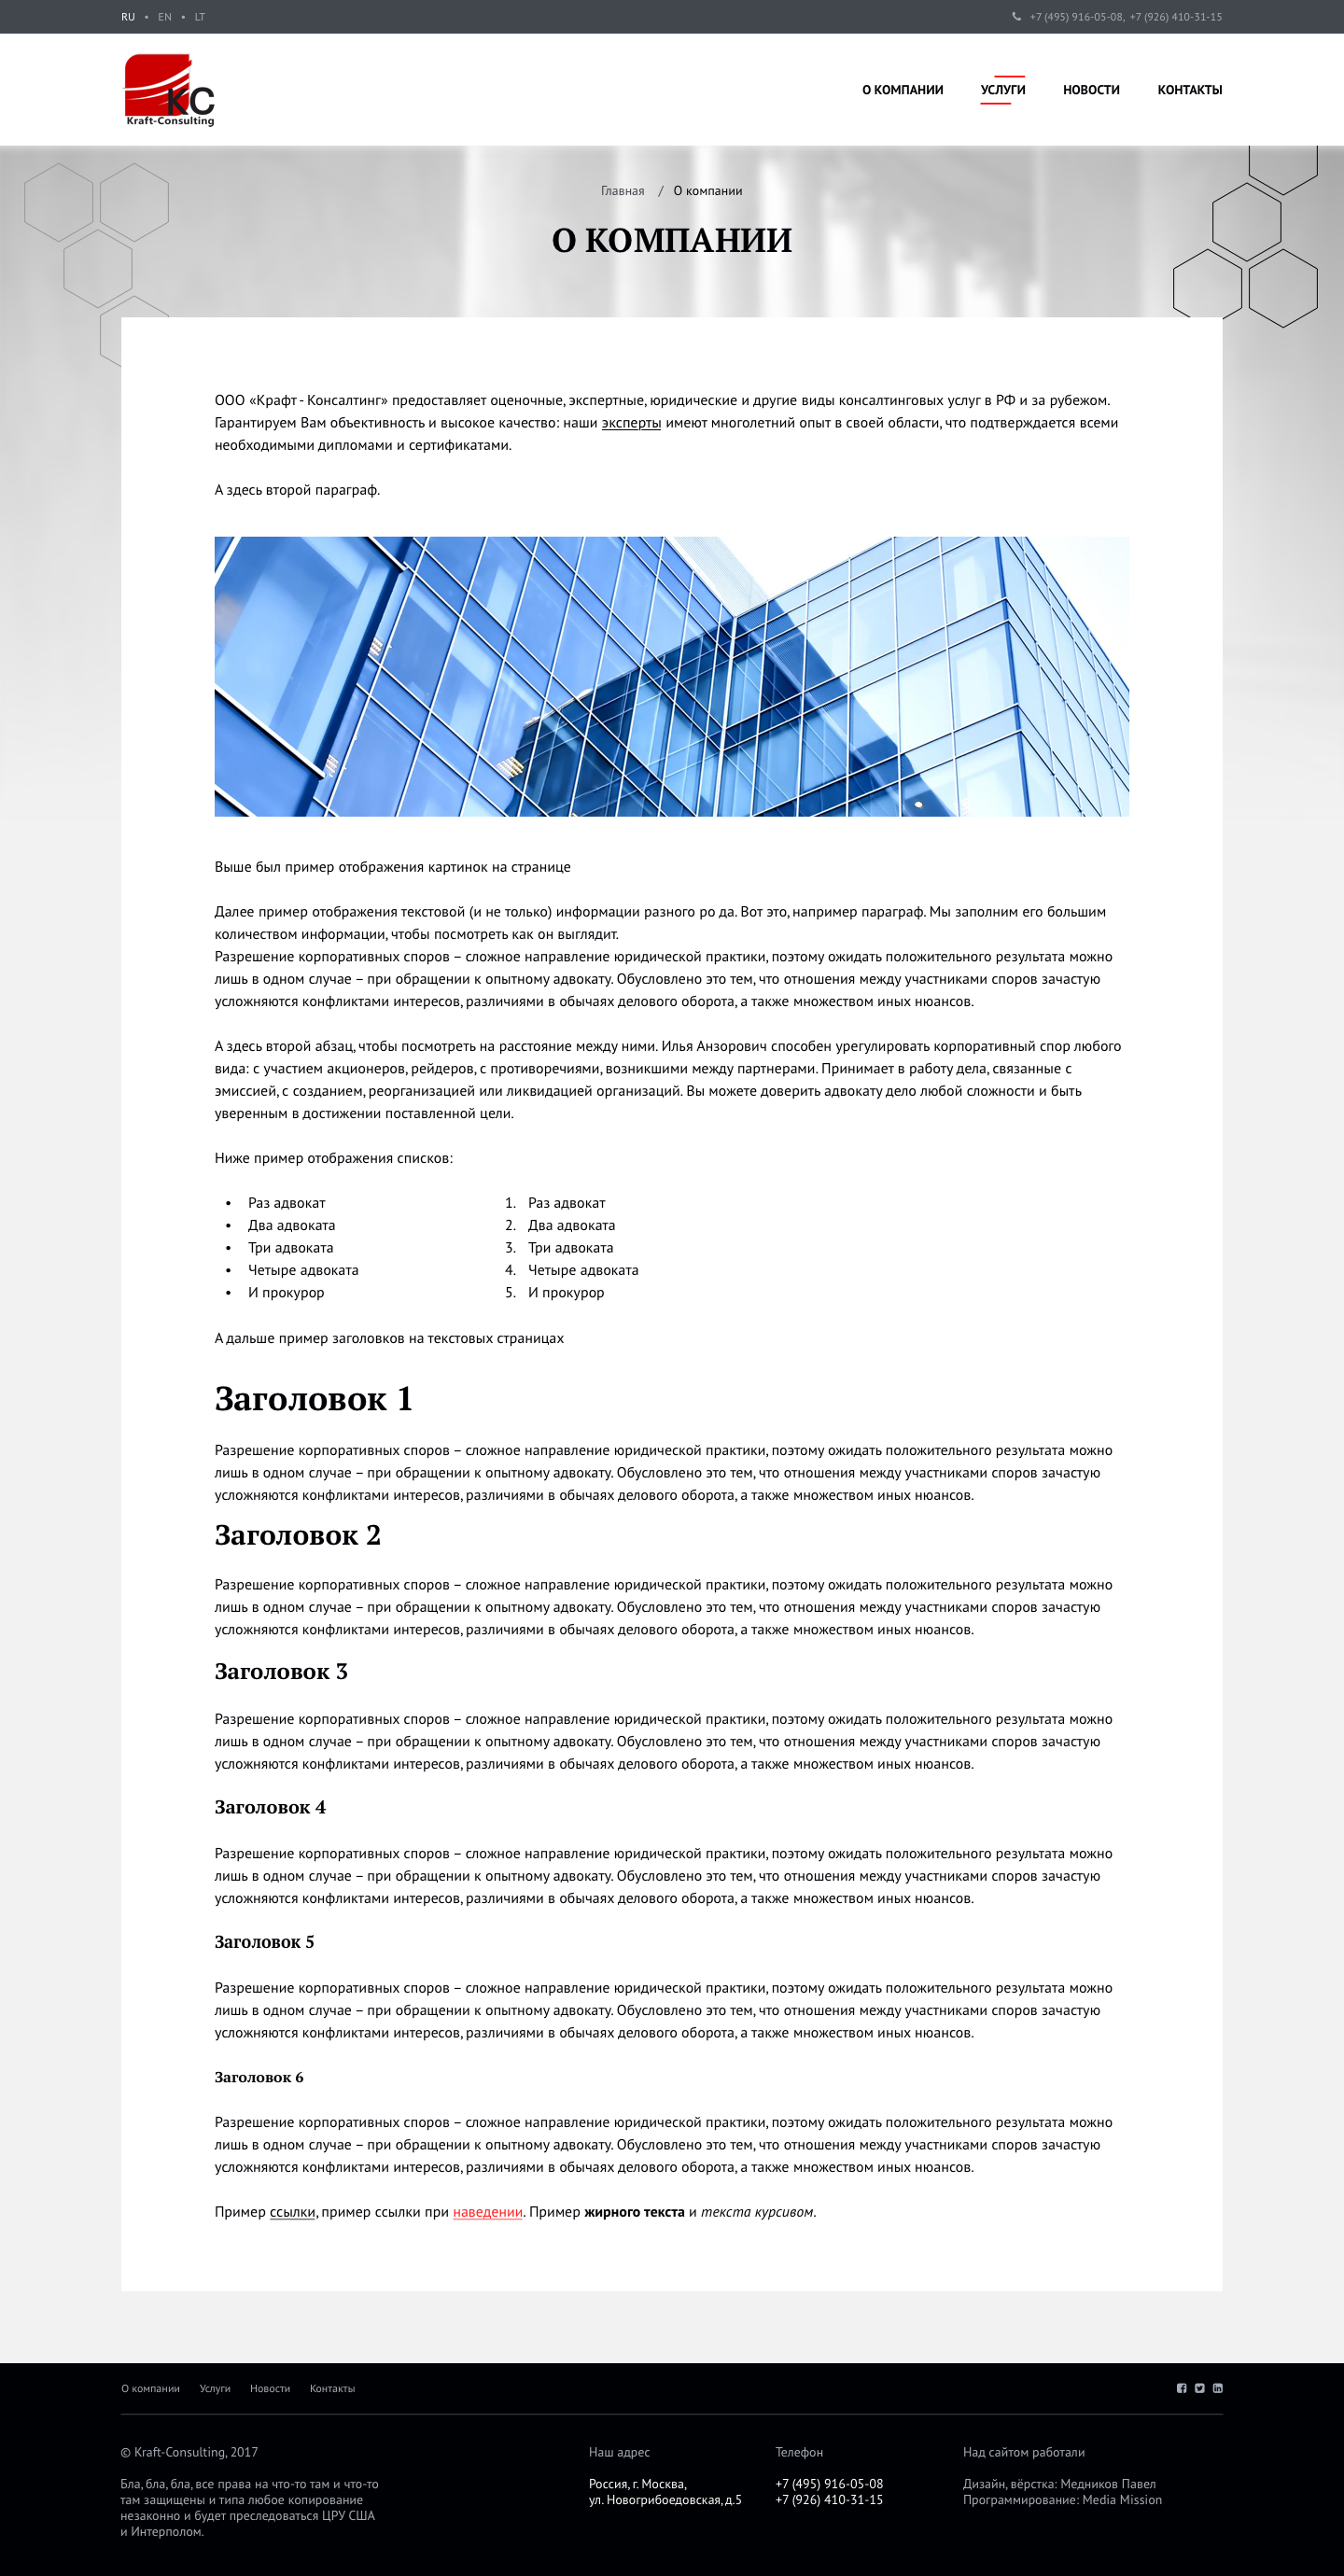 RU • EN • LT
+7 (495) 916-05-08, +7 (926) 410-31-15
КС
Kraft-Consulting
О КОМПАНИИ УСЛУГИ НОВОСТИ КОНТАКТЫ
Главная / О компании
О КОМПАНИИ
ООО «Крафт - Консалтинг» предоставляет оценочные, экспертные, юридические и другие виды консалтинговых услуг в РФ и за рубежом.
Гарантируем Вам объективность и высокое качество: наши эксперты имеют многолетний опыт в своей области, что подтверждается всеми
необходимыми дипломами и сертификатами.
А здесь второй параграф.
Выше был пример отображения картинок на странице
Далее пример отображения текстовой (и не только) информации разного ро да. Вот это, например параграф. Мы заполним его большим
количеством информации, чтобы посмотреть как он выглядит.
Разрешение корпоративных споров – сложное направление юридической практики, поэтому ожидать положительного результата можно
лишь в одном случае – при обращении к опытному адвокату. Обусловлено это тем, что отношения между участниками споров зачастую
усложняются конфликтами интересов, различиями в обычаях делового оборота, а также множеством иных нюансов.
А здесь второй абзац, чтобы посмотреть на расстояние между ними. Илья Анзорович способен урегулировать корпоративный спор любого
вида: с участием акционеров, рейдеров, с противоречиями, возникшими между партнерами. Принимает в работу дела, связанные с
эмиссией, с созданием, реорганизацией или ликвидацией организаций. Вы можете доверить адвокату дело любой сложности и быть
уверенным в достижении поставленной цели.
Ниже пример отображения списков:
• Раз адвокат
• Два адвоката
• Три адвоката
• Четыре адвоката
• И прокурор
1. Раз адвокат
2. Два адвоката
3. Три адвоката
4. Четыре адвоката
5. И прокурор
А дальше пример заголовков на текстовых страницах
Заголовок 1
Разрешение корпоративных споров – сложное направление юридической практики, поэтому ожидать положительного результата можно
лишь в одном случае – при обращении к опытному адвокату. Обусловлено это тем, что отношения между участниками споров зачастую
усложняются конфликтами интересов, различиями в обычаях делового оборота, а также множеством иных нюансов.
Заголовок 2
Разрешение корпоративных споров – сложное направление юридической практики, поэтому ожидать положительного результата можно
лишь в одном случае – при обращении к опытному адвокату. Обусловлено это тем, что отношения между участниками споров зачастую
усложняются конфликтами интересов, различиями в обычаях делового оборота, а также множеством иных нюансов.
Заголовок 3
Разрешение корпоративных споров – сложное направление юридической практики, поэтому ожидать положительного результата можно
лишь в одном случае – при обращении к опытному адвокату. Обусловлено это тем, что отношения между участниками споров зачастую
усложняются конфликтами интересов, различиями в обычаях делового оборота, а также множеством иных нюансов.
Заголовок 4
Разрешение корпоративных споров – сложное направление юридической практики, поэтому ожидать положительного результата можно
лишь в одном случае – при обращении к опытному адвокату. Обусловлено это тем, что отношения между участниками споров зачастую
усложняются конфликтами интересов, различиями в обычаях делового оборота, а также множеством иных нюансов.
Заголовок 5
Разрешение корпоративных споров – сложное направление юридической практики, поэтому ожидать положительного результата можно
лишь в одном случае – при обращении к опытному адвокату. Обусловлено это тем, что отношения между участниками споров зачастую
усложняются конфликтами интересов, различиями в обычаях делового оборота, а также множеством иных нюансов.
Заголовок 6
Разрешение корпоративных споров – сложное направление юридической практики, поэтому ожидать положительного результата можно
лишь в одном случае – при обращении к опытному адвокату. Обусловлено это тем, что отношения между участниками споров зачастую
усложняются конфликтами интересов, различиями в обычаях делового оборота, а также множеством иных нюансов.
Пример ссылки, пример ссылки при наведении. Пример жирного текста и текста курсивом.
О компании Услуги Новости Контакты
© Kraft-Consulting, 2017
Бла, бла, бла, все права на что-то там и что-то
там защищены и типа любое копирование
незаконно и будет преследоваться ЦРУ США
и Интерполом.
Наш адрес
Россия, г. Москва,
ул. Новогрибоедовская, д.5
Телефон
+7 (495) 916-05-08
+7 (926) 410-31-15
Над сайтом работали
Дизайн, вёрстка: Медников Павел
Программирование: Media Mission